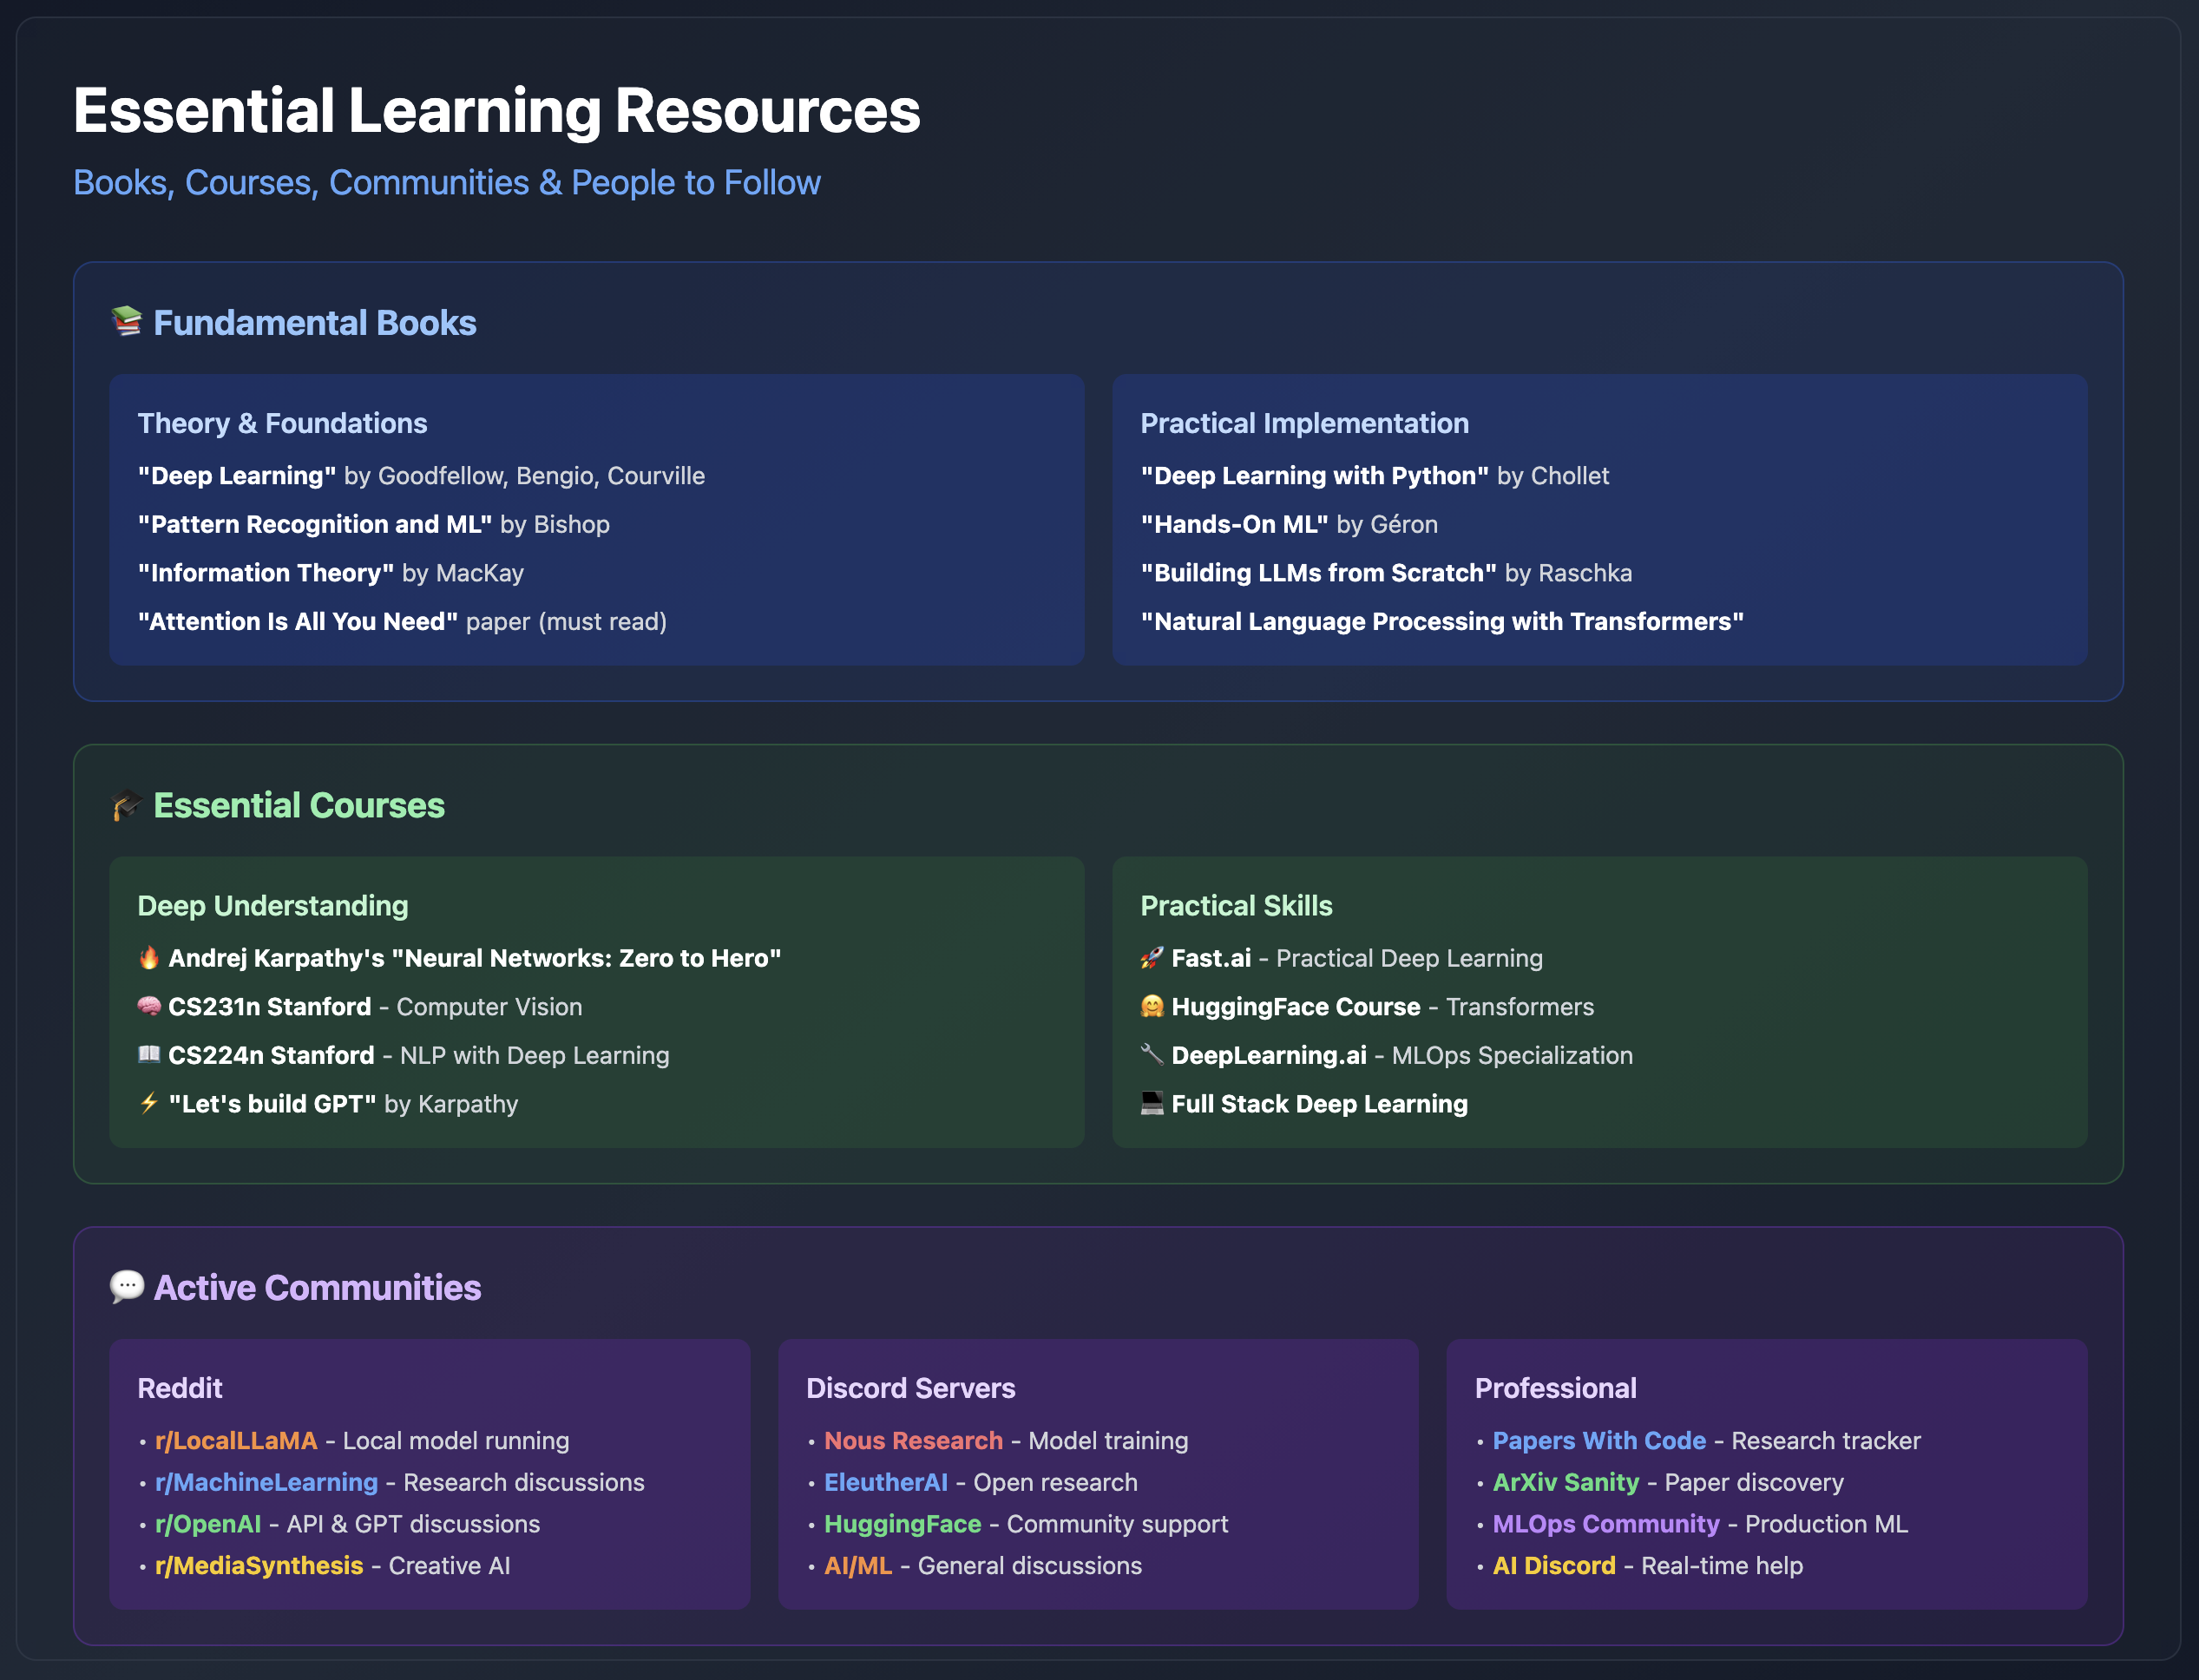 Essential Learning Resources
Books, Courses, Communities & People to Follow
📚 Fundamental Books
Theory & Foundations
"Deep Learning" by Goodfellow, Bengio, Courville
"Pattern Recognition and ML" by Bishop
"Information Theory" by MacKay
"Attention Is All You Need" paper (must read)
Practical Implementation
"Deep Learning with Python" by Chollet
"Hands-On ML" by Géron
"Building LLMs from Scratch" by Raschka
"Natural Language Processing with Transformers"
🎓 Essential Courses
Deep Understanding
🔥 Andrej Karpathy's "Neural Networks: Zero to Hero"
🧠 CS231n Stanford - Computer Vision
📖 CS224n Stanford - NLP with Deep Learning
⚡ "Let's build GPT" by Karpathy
Practical Skills
🚀 Fast.ai - Practical Deep Learning
🤗 HuggingFace Course - Transformers
🔧 DeepLearning.ai - MLOps Specialization
💻 Full Stack Deep Learning
💬 Active Communities
Reddit
• r/LocalLLaMA - Local model running
• r/MachineLearning - Research discussions
• r/OpenAI - API & GPT discussions
• r/MediaSynthesis - Creative AI
Discord Servers
• Nous Research - Model training
• EleutherAI - Open research
• HuggingFace - Community support
• AI/ML - General discussions
Professional
• Papers With Code - Research tracker
• ArXiv Sanity - Paper discovery
• MLOps Community - Production ML
• AI Discord - Real-time help